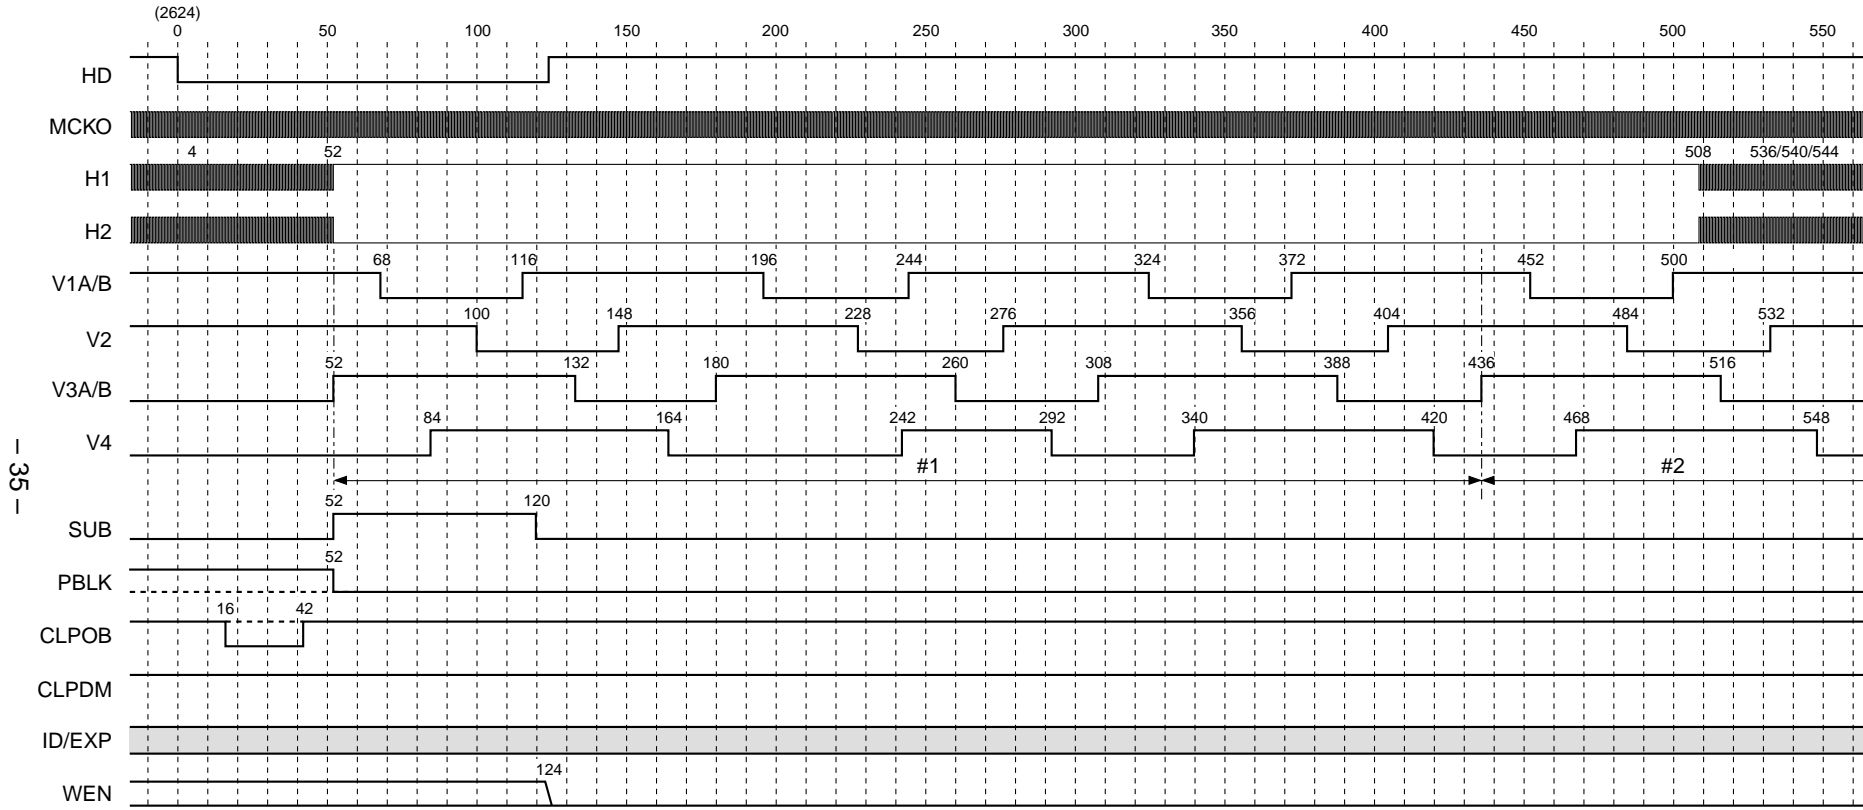 (2624)
0 50 100 150 200 250 300 350 400 450 500 550
HD
MCKO
4 52 508 536/540/544
H1
H2
68 116 196 244 324 372 452 500
V1A/B
100 148 228 276 356 404 484 532
V2
52 132 180 260 308 388 436 516
V3A/B
84 164 242 292 340 420 468 548
V4
#1 #2
– 35 –
52 120
SUB
52
PBLK
16 42
CLPOB
CLPDM
ID/EXP
124
WEN